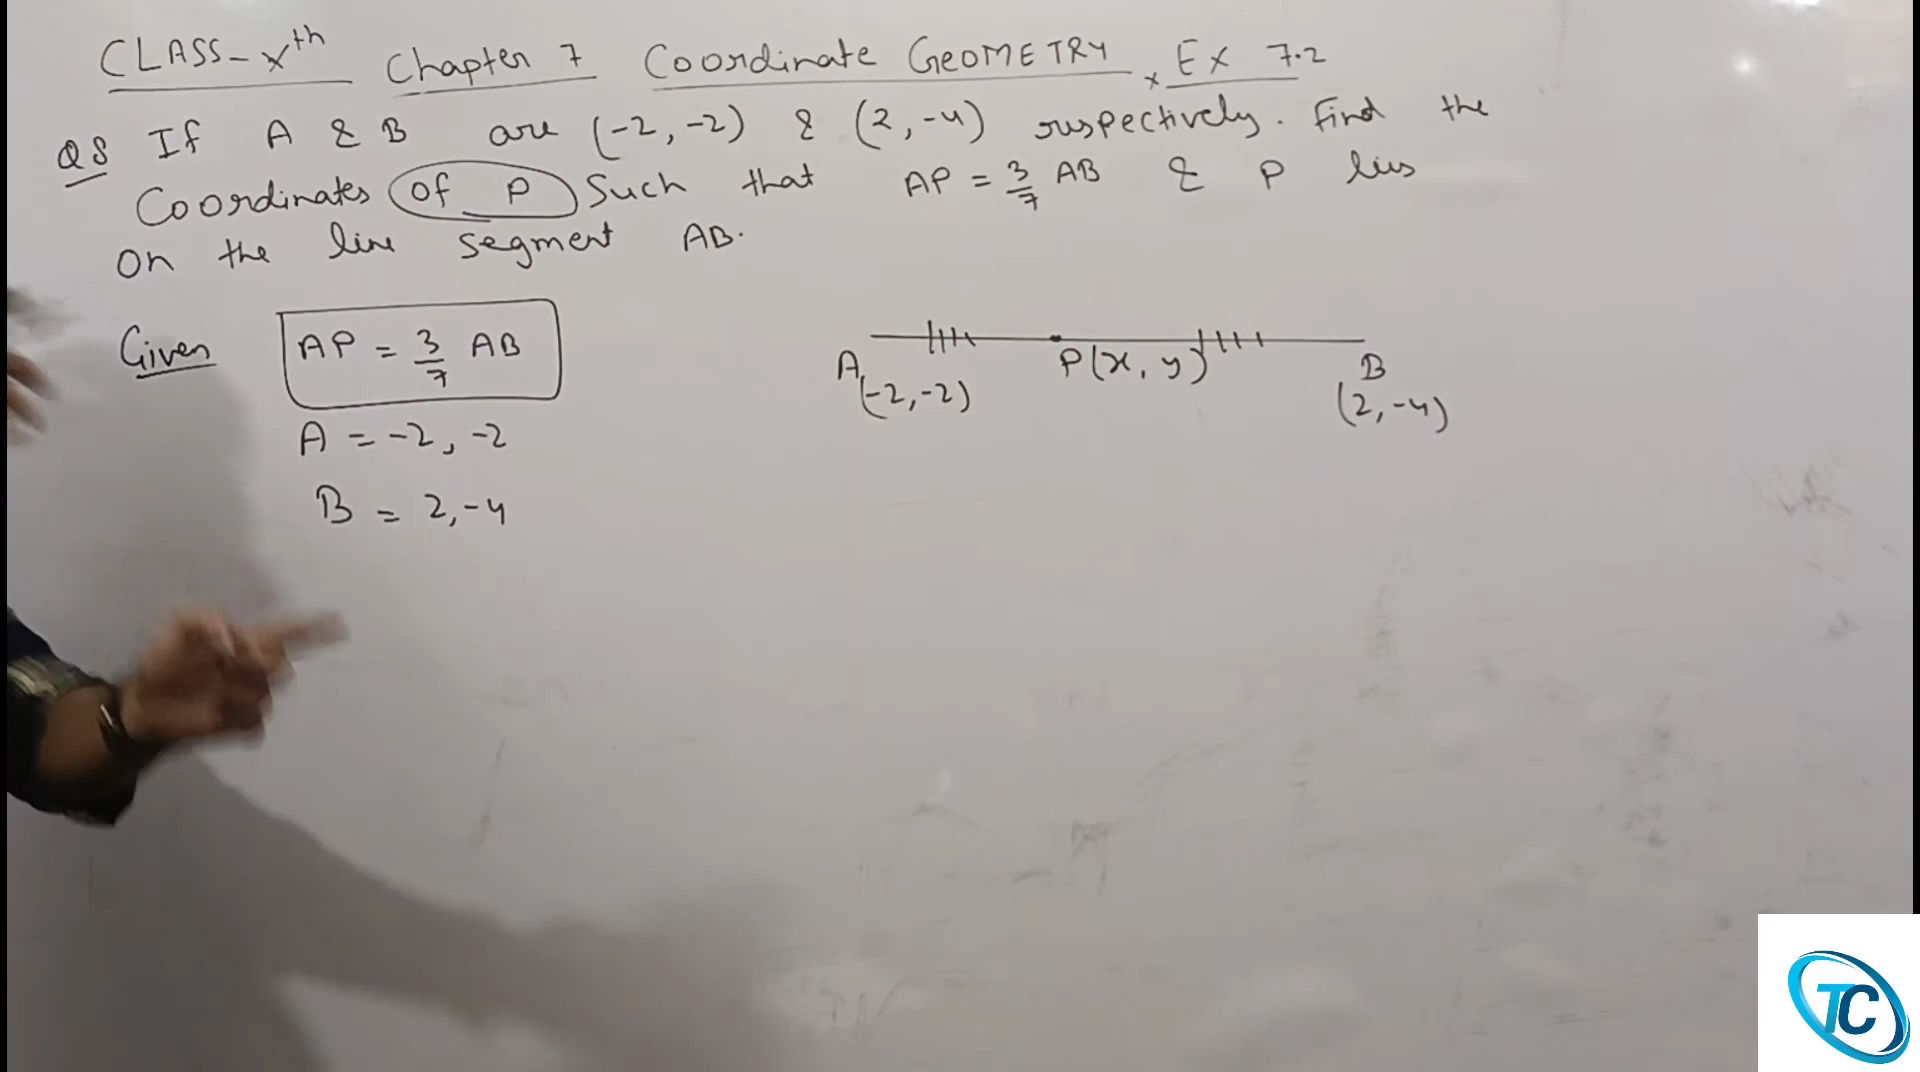 CLASS-Xth Chapter 7 Coordinate GEOMETRY, Ex 7.2
Q8 If A & B are (-2,-2) & (2,-4) respectively. Find the
Coordinates of P Such that AP = 3/7 AB & P lies
On the line segment AB.
Given AP = 3/7 AB
A = -2, -2
B = 2, -4
A (-2,-2) P(x, y) B (2,-4)
TC